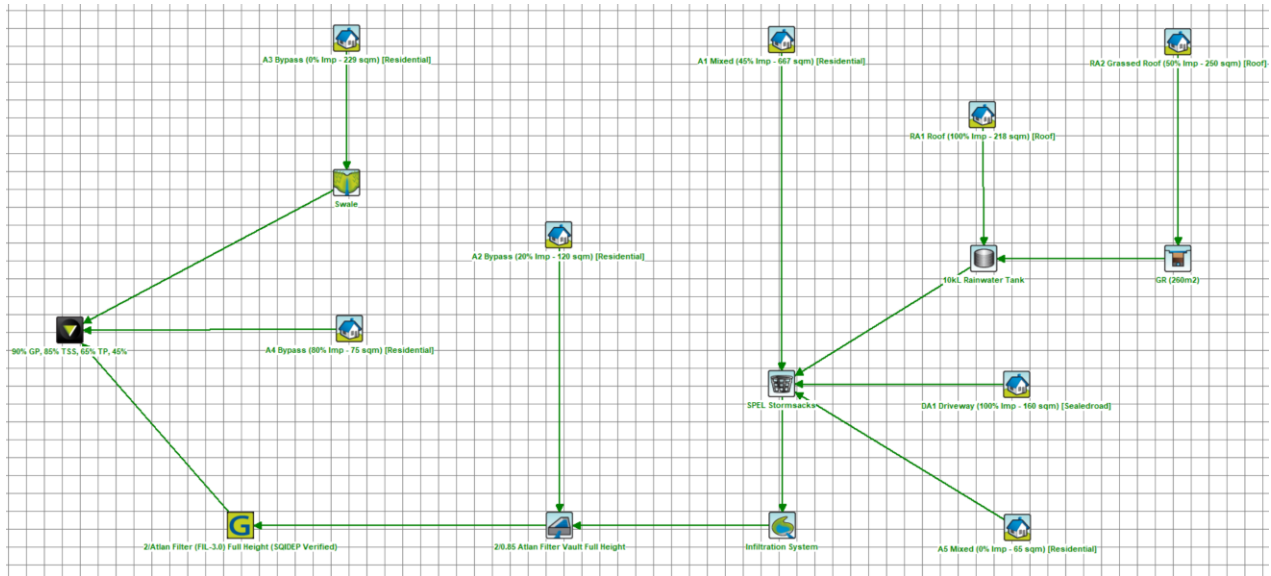 A3 Bypass (0% Imp - 229 sqm) [Residential]
A1 Mixed (45% Imp - 667 sqm) [Residential]
RA2 Grassed Roof (50% Imp - 250 sqm) [Roof]
RA1 Roof (100% Imp - 218 sqm) [Roof]
Swale
A2 Bypass (20% Imp - 120 sqm) [Residential]
10kL Rainwater Tank
GR (260m2)
90% GP, 85% TSS, 65% TP, 45%
A4 Bypass (80% Imp - 75 sqm) [Residential]
SPEL Stormsacks
DA1 Driveway (100% Imp - 160 sqm) [Sealedroad]
G
2/Atlan Filter (FIL-3.0) Full Height (SQIDEP Verified)
2/0.85 Atlan Filter Vault Full Height
Infiltration System
A5 Mixed (0% Imp - 65 sqm) [Residential]